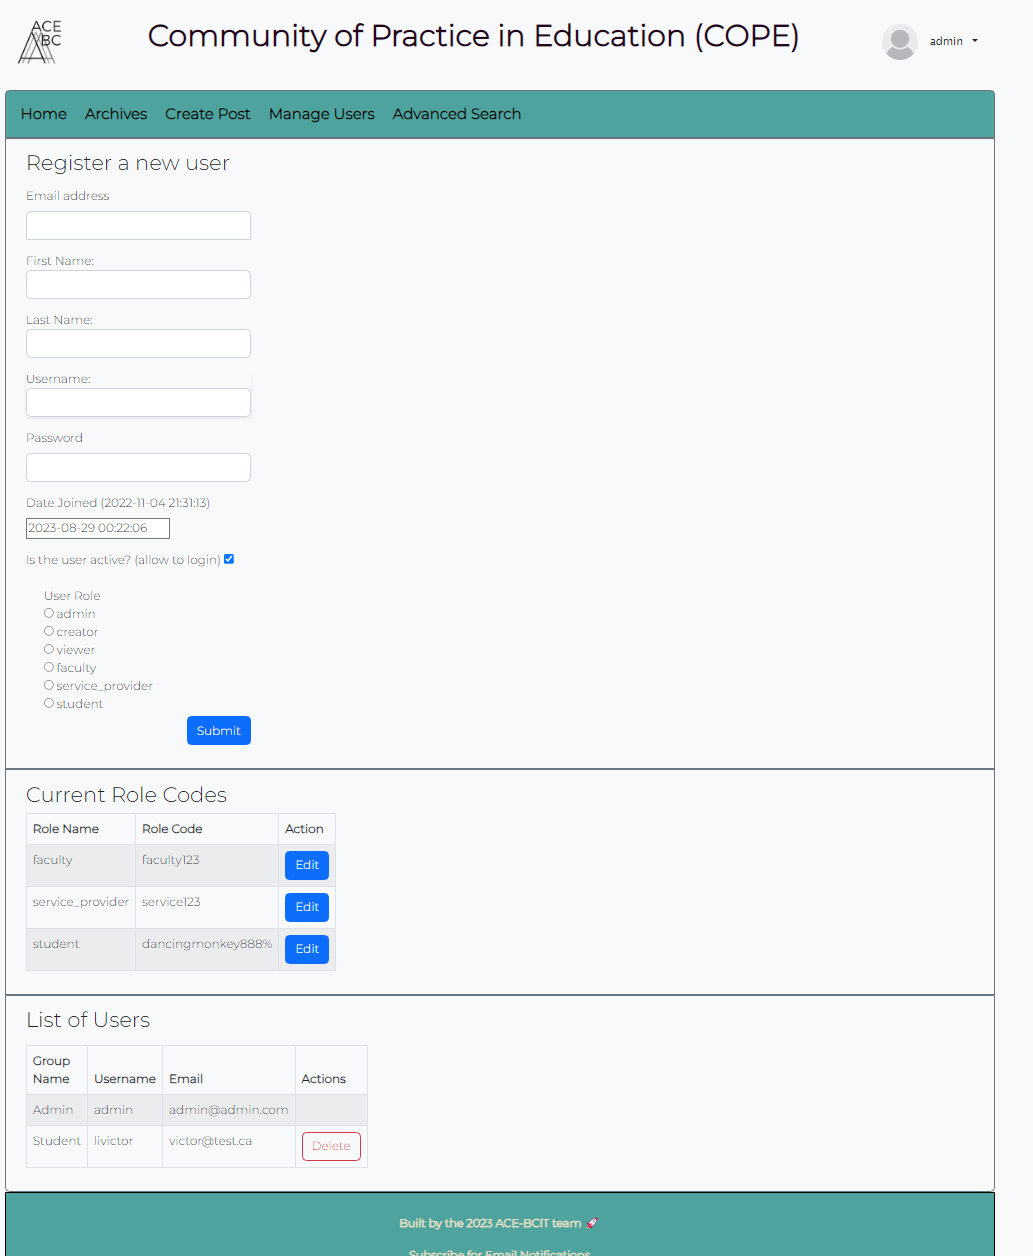 ACE
BC
Community of Practice in Education (COPE)
admin
Home Archives Create Post Manage Users Advanced Search
Register a new user
Email address
First Name:
Last Name:
Username:
Password
Date Joined (2022-11-04 21:31:13)
2023-08-29 00:22:06
Is the user active? (allow to login)
User Role
admin
creator
viewer
faculty
service_provider
student
Submit
Current Role Codes
Role Name Role Code Action
faculty faculty123 Edit
service_provider service123 Edit
student dancingmonkey888% Edit
List of Users
Group
Name Username Email Actions
Admin admin admin@admin.com
Student livictor victor@test.ca Delete
Built by the 2023 ACE-BCIT team 🚀
Subscribe for Email Notifications